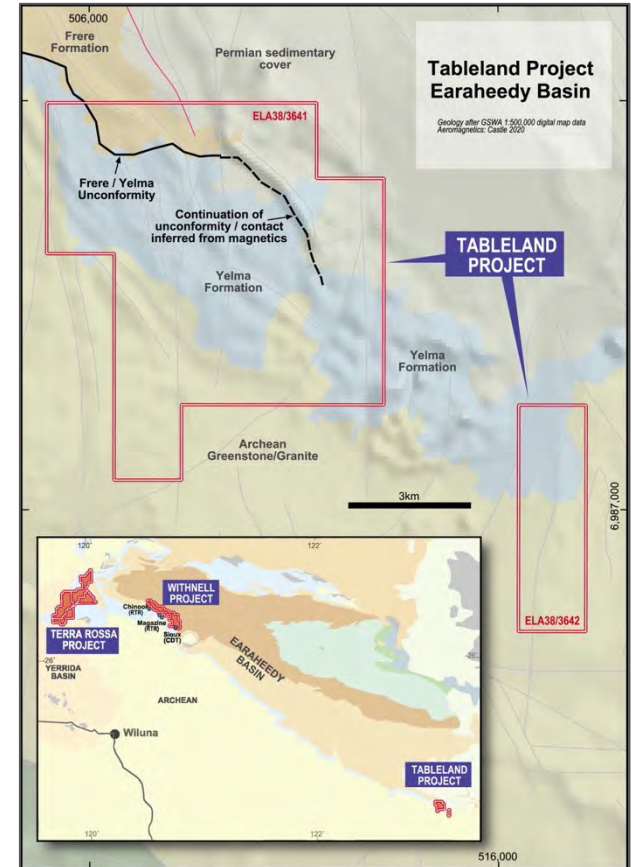 506,000
Frere
Formation
Permian sedimentary
cover
Tableland Project
Earaheedy Basin
Geology after GSWA 1:500,000 digital map data
Aeromagnetics: Castle 2020
ELA38/3641
Frere / Yelma
Unconformity
Continuation of
unconformity / contact
inferred from magnetics
TABLELAND
PROJECT
Yelma
Formation
Yelma
Formation
Archean
Greenstone/Granite
3km
6,987,000
ELA38/3642
120°
122°
WITHNELL
PROJECT
Chinook
(RTR)
Magazine
(RTR)
Sioux
(CDT)
TERRA ROSSA
PROJECT
-26°
YERRIDA
BASIN
EARAHEEDY
BASIN
-26°
ARCHEAN
Wiluna
TABLELAND
PROJECT
120°
122°
516,000